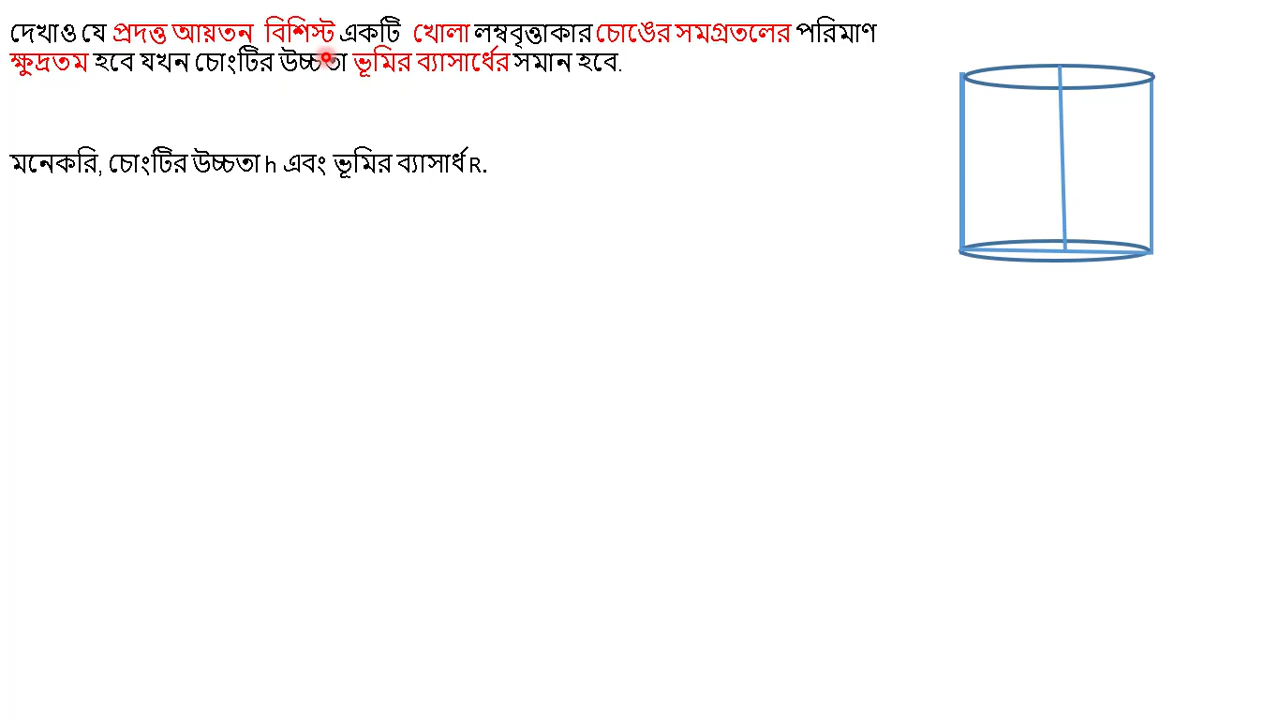 দেখাও যে প্রদত্ত আয়তন বিশিস্ট একটি খোলা লম্ববৃত্তাকার চোঙের সমগ্রতলের পরিমাণ
ক্ষুদ্রতম হবে যখন চোংটির উচ্চতা ভূমির ব্যাসার্ধের সমান হবে.
মনেকরি, চোংটির উচ্চতা h এবং ভূমির ব্যাসার্ধ R.